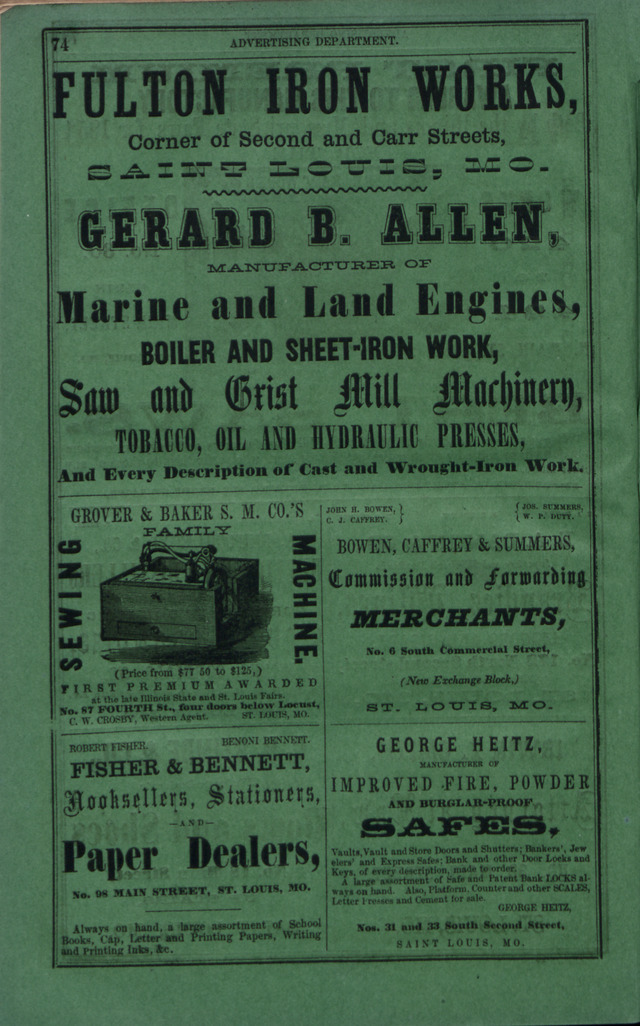 74
ADVERTISING DEPARTMENT.
FULTON IRON WORKS,
Corner of Second and Carr Streets,
SAINT LOUIS, MO.
GERARD B. ALLEN,
MANUFACTURER OF
Marine and Land Engines,
BOILER AND SHEET-IRON WORK,
Saw and Grist Mill Machinery,
TOBACCO, OIL AND HYDRAULIC PRESSES,
And Every Description of Cast and Wrought-Iron Work.
GROVER & BAKER S. M. CO.'S
FAMILY
SEWING
MACHINE.
(Price from $77 50 to $125,)
FIRST PREMIUM AWARDED
at the late Illinois State and St. Louis Fairs.
No. 87 FOURTH St., four doors below Locust,
C. W. CROSBY, Western Agent. ST. LOUIS, MO.
ROBERT FISHER. BENONI BENNETT.
FISHER & BENNETT,
Booksellers, Stationers,
—AND—
Paper Dealers,
No. 98 MAIN STREET, ST. LOUIS, MO.
Always on hand, a large assortment of School
Books, Cap, Letter and Printing Papers, Writing
and Printing Inks, &c.
JOHN H. BOWEN, } { JOS. SUMMERS,
C. J. CAFFREY. } { W. P. DUTY.
BOWEN, CAFFREY & SUMMERS,
Commission and Forwarding
MERCHANTS,
No. 6 South Commercial Street,
(New Exchange Block,)
ST. LOUIS, MO.
GEORGE HEITZ,
MANUFACTURER OF
IMPROVED FIRE, POWDER
AND BURGLAR-PROOF
SAFES,
Vaults, Vault and Store Doors and Shutters; Bankers', Jew
elers' and Express Safes; Bank and other Door Locks and
Keys, of every description, made to order.
A large assortment of Safe and Patent Bank LOCKS al-
ways on hand. Also, Platform, Counter and other SCALES,
Letter Presses and Cement for sale.
GEORGE HEITZ,
Nos. 31 and 33 South Second Street,
SAINT LOUIS, MO.